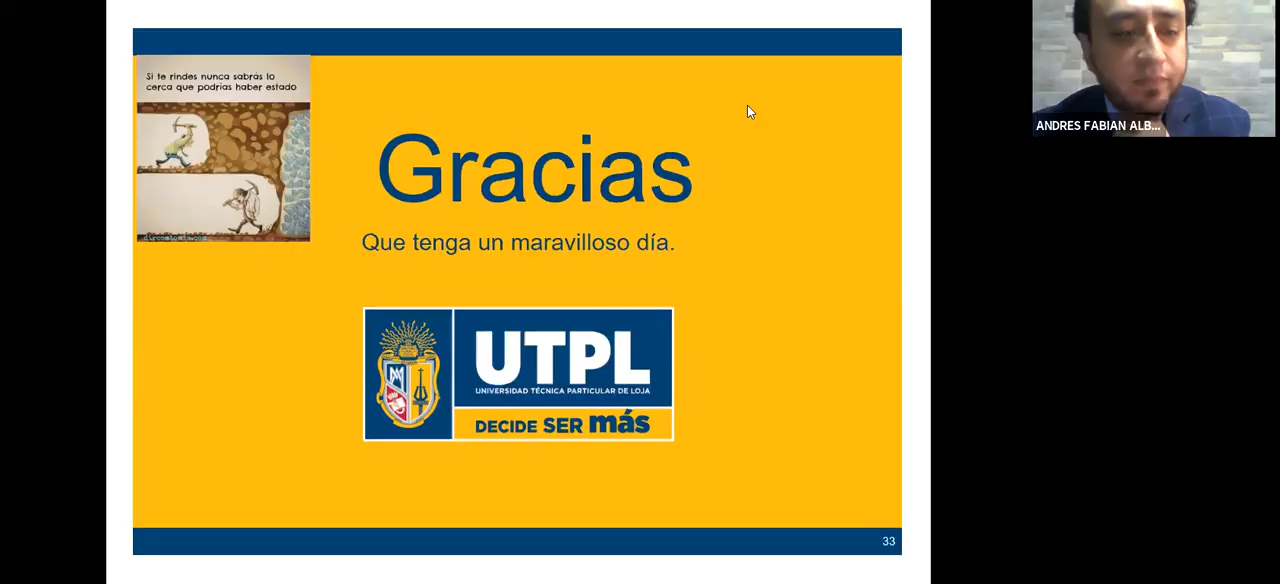 Si te rindes nunca sabrás lo
cerca que podrías haber estado
Gracias
Que tenga un maravilloso día.
UTPL
UNIVERSIDAD TÉCNICA PARTICULAR DE LOJA
DECIDE SER más
33
ANDRES FABIAN ALB...